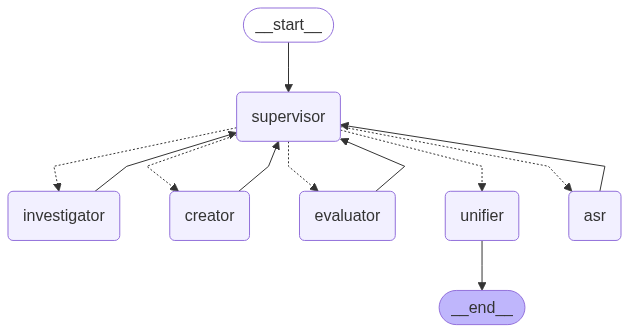 __start__
supervisor
investigator
creator
evaluator
unifier
asr
__end__